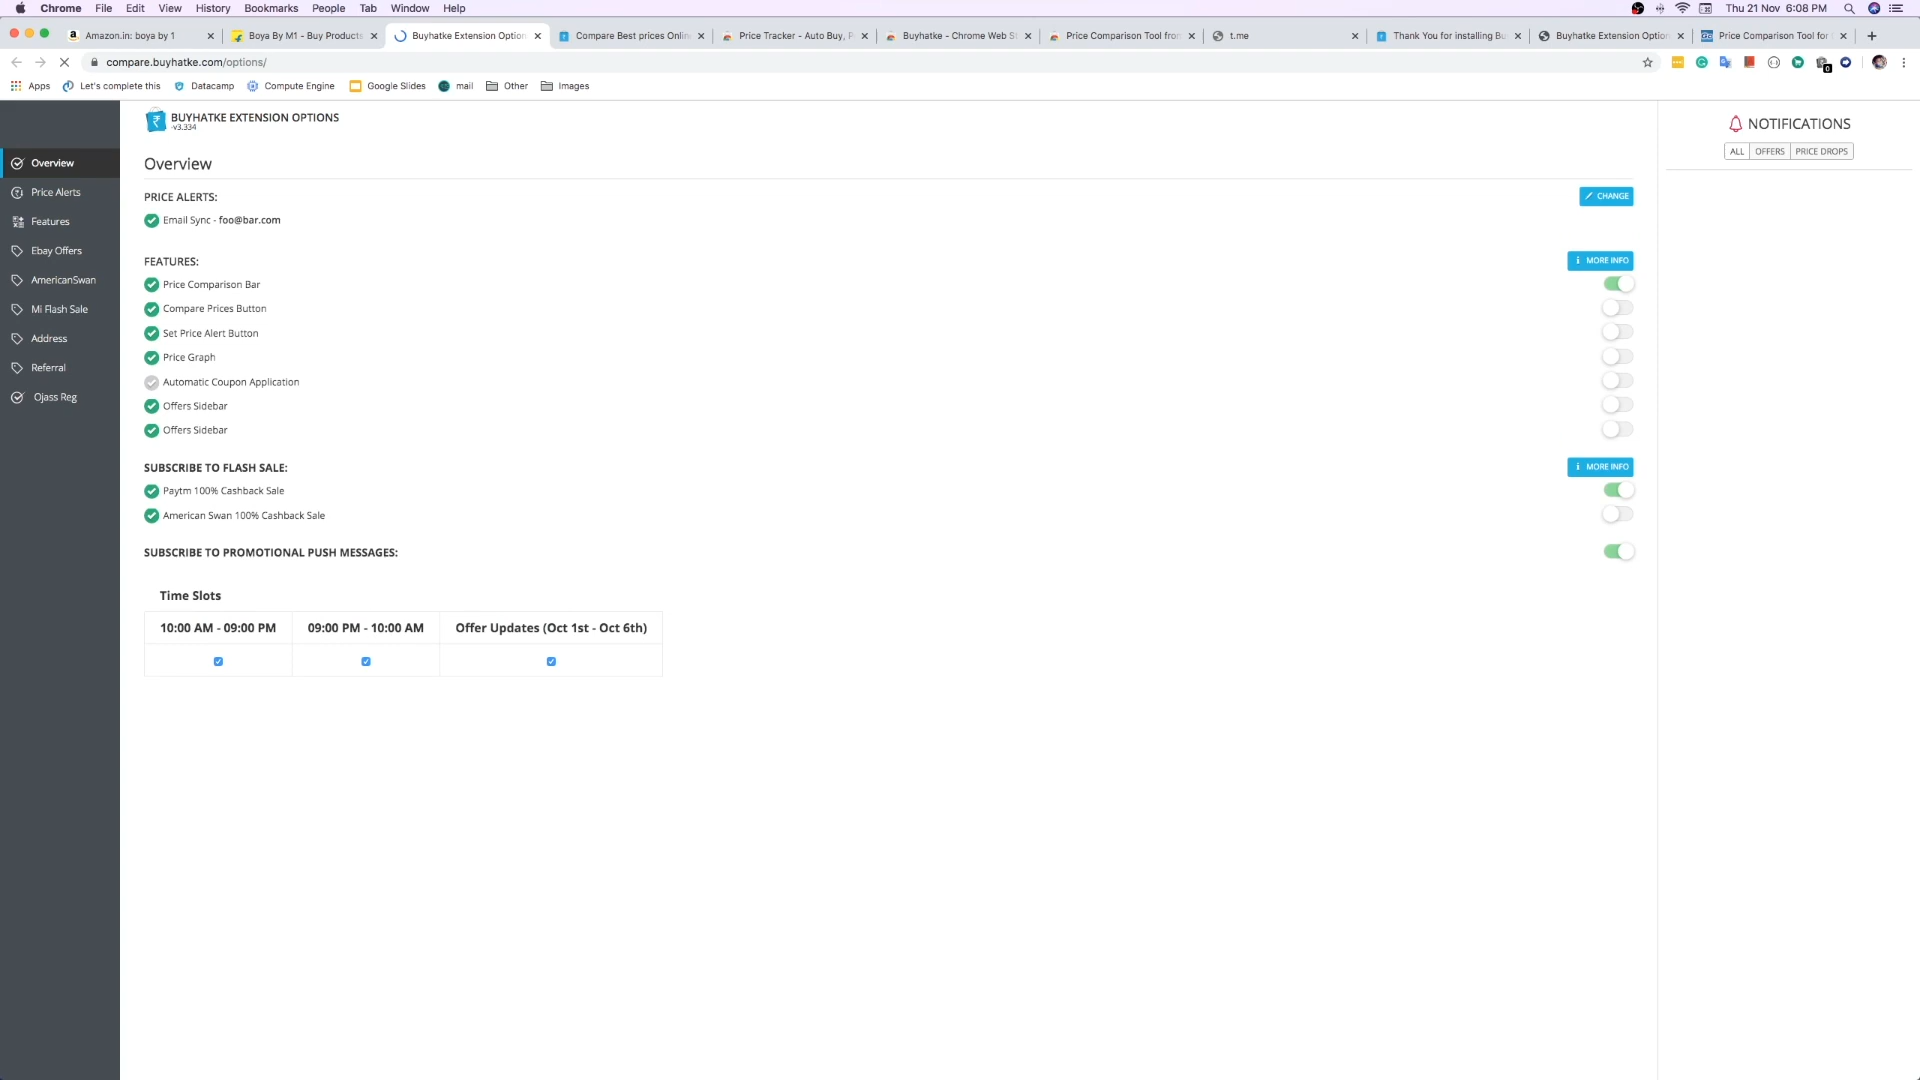 Chrome File Edit View History Bookmarks People Tab Window Help Thu 21 Nov 6:08 PM
Amazon.in: boya by 1 Boya By M1 - Buy Products Buyhatke Extension Option Compare Best prices Onlin Price Tracker - Auto Buy, P Buyhatke - Chrome Web St Price Comparison Tool from t.me Thank You for installing Bu Buyhatke Extension Option Price Comparison Tool for
compare.buyhatke.com/options/
Apps Let's complete this Datacamp Compute Engine Google Slides mail Other Images
BUYHATKE EXTENSION OPTIONS
-v3.334
NOTIFICATIONS
ALL OFFERS PRICE DROPS
Overview
Price Alerts
Features
Ebay Offers
AmericanSwan
Mi Flash Sale
Address
Referral
Ojass Reg
Overview
PRICE ALERTS: CHANGE
Email Sync - foo@bar.com
FEATURES: MORE INFO
Price Comparison Bar
Compare Prices Button
Set Price Alert Button
Price Graph
Automatic Coupon Application
Offers Sidebar
Offers Sidebar
SUBSCRIBE TO FLASH SALE: MORE INFO
Paytm 100% Cashback Sale
American Swan 100% Cashback Sale
SUBSCRIBE TO PROMOTIONAL PUSH MESSAGES:
Time Slots
10:00 AM - 09:00 PM 09:00 PM - 10:00 AM Offer Updates (Oct 1st - Oct 6th)